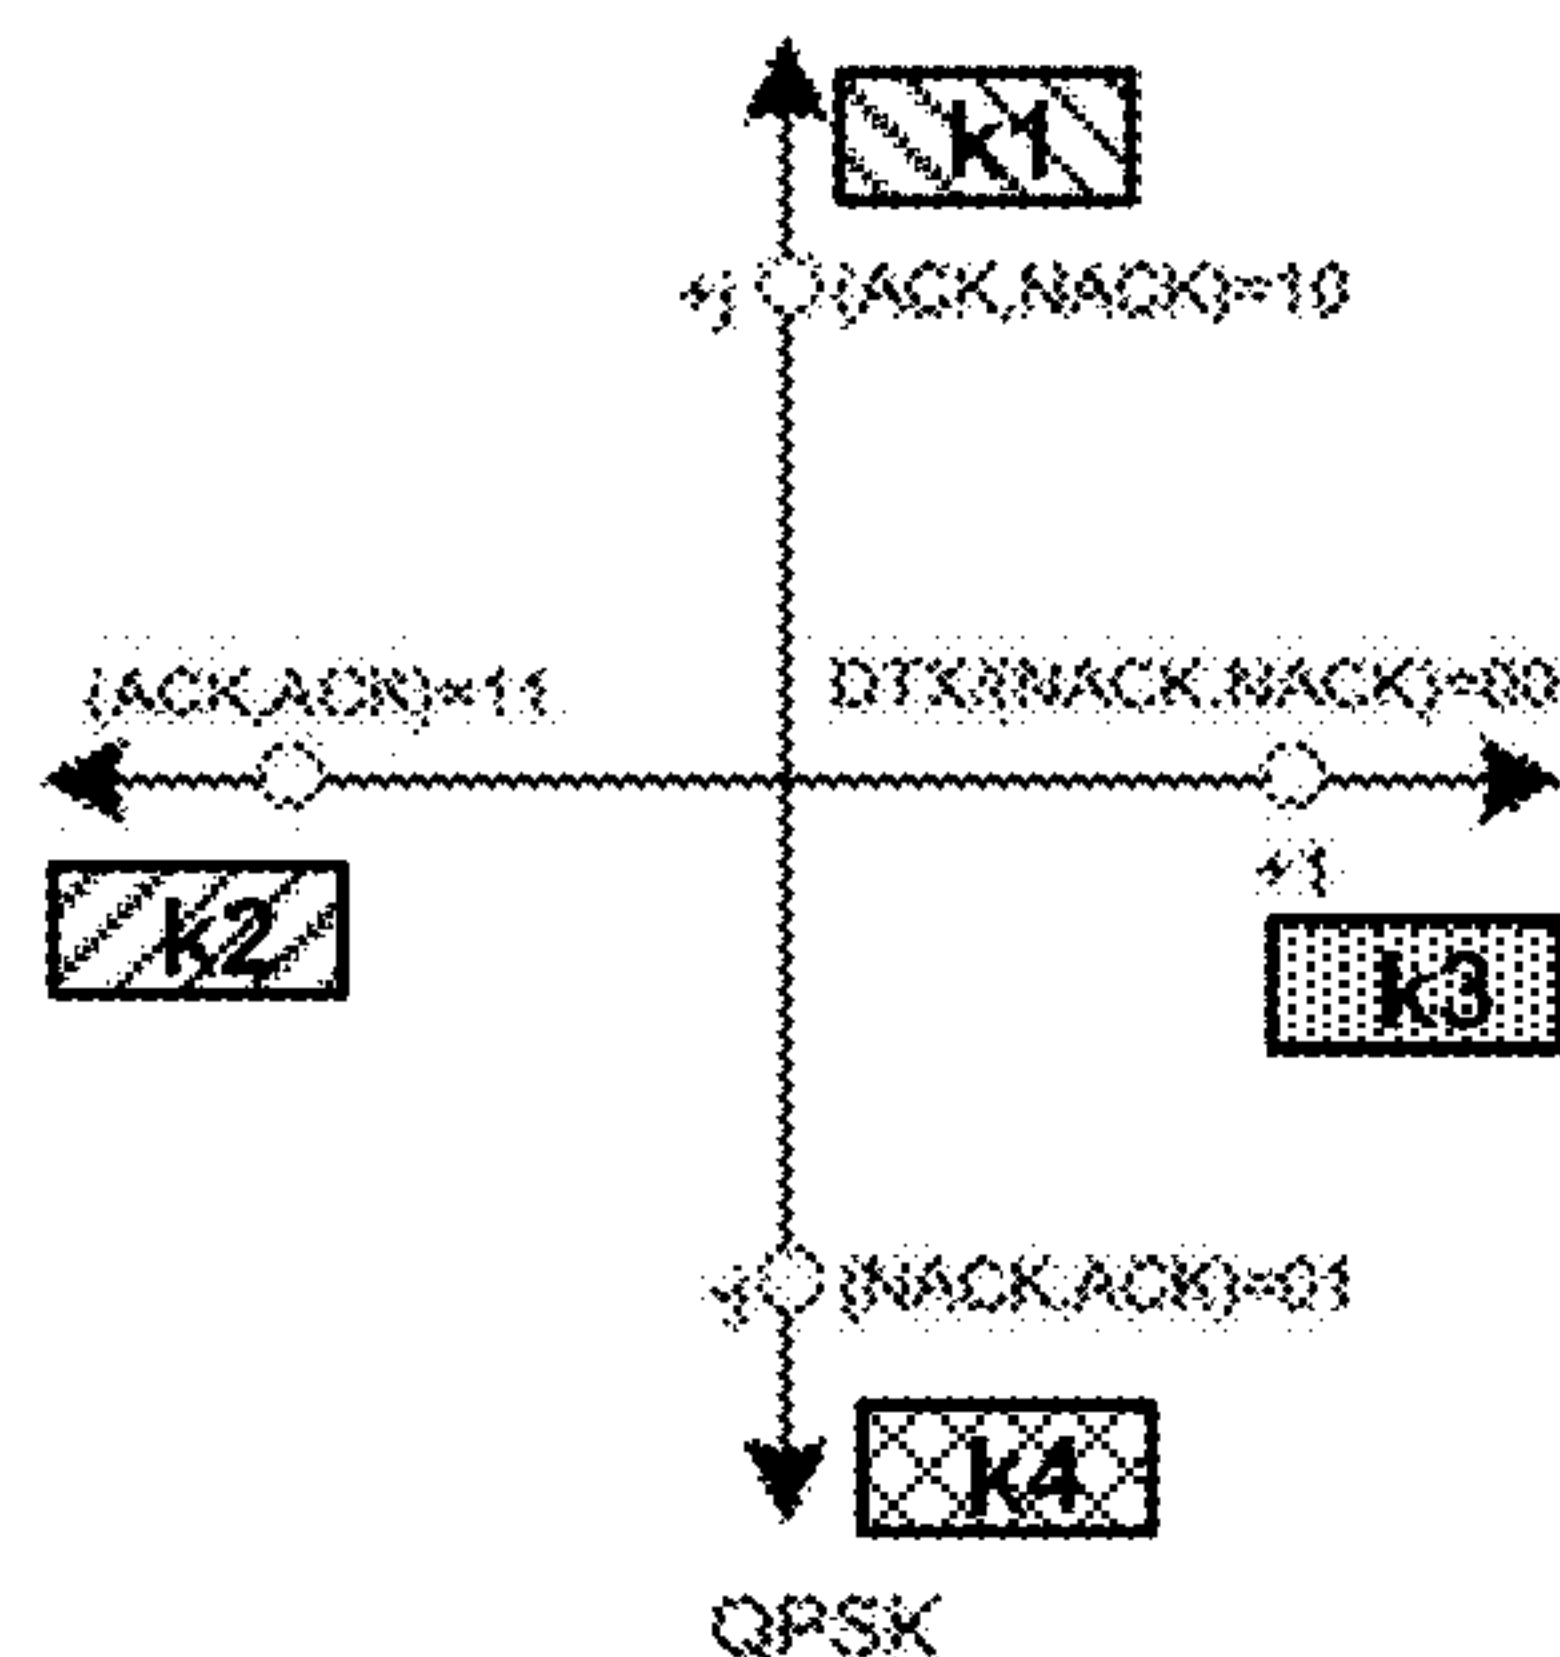 k1
+j (ACK,NACK)=10
(ACK,ACK)=11
DTX/(NACK,NACK)=00
+1
k2
k3
-j (NACK,ACK)=01
k4
QPSK